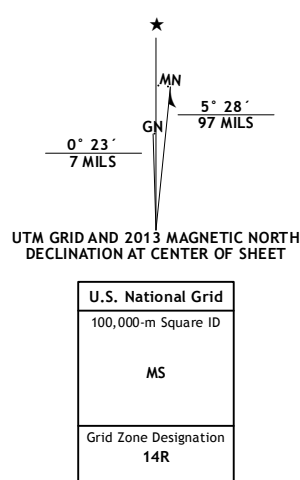 ★
MN
5° 28´
97 MILS
GN
0° 23´
7 MILS
UTM GRID AND 2013 MAGNETIC NORTH
DECLINATION AT CENTER OF SHEET
U.S. National Grid
100,000-m Square ID
MS
Grid Zone Designation
14R